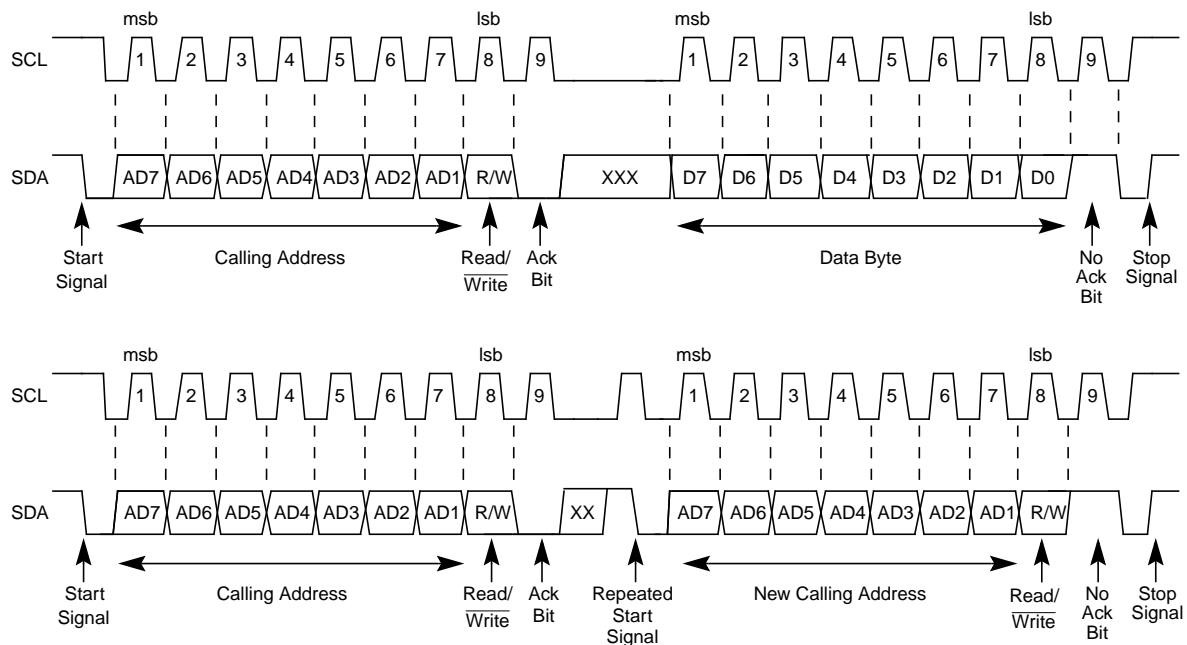 msb lsb msb lsb
SCL 1 2 3 4 5 6 7 8 9 1 2 3 4 5 6 7 8 9
SDA AD7 AD6 AD5 AD4 AD3 AD2 AD1 R/W XXX D7 D6 D5 D4 D3 D2 D1 D0
Start Calling Address Read/ Ack Data Byte No Stop
Signal Write Bit Ack Signal
Bit
msb lsb msb lsb
SCL 1 2 3 4 5 6 7 8 9 1 2 3 4 5 6 7 8 9
SDA AD7 AD6 AD5 AD4 AD3 AD2 AD1 R/W XX AD7 AD6 AD5 AD4 AD3 AD2 AD1 R/W
Start Calling Address Read/ Ack Repeated New Calling Address Read/ No Stop
Signal Write Bit Start Write Ack Signal
Signal Bit